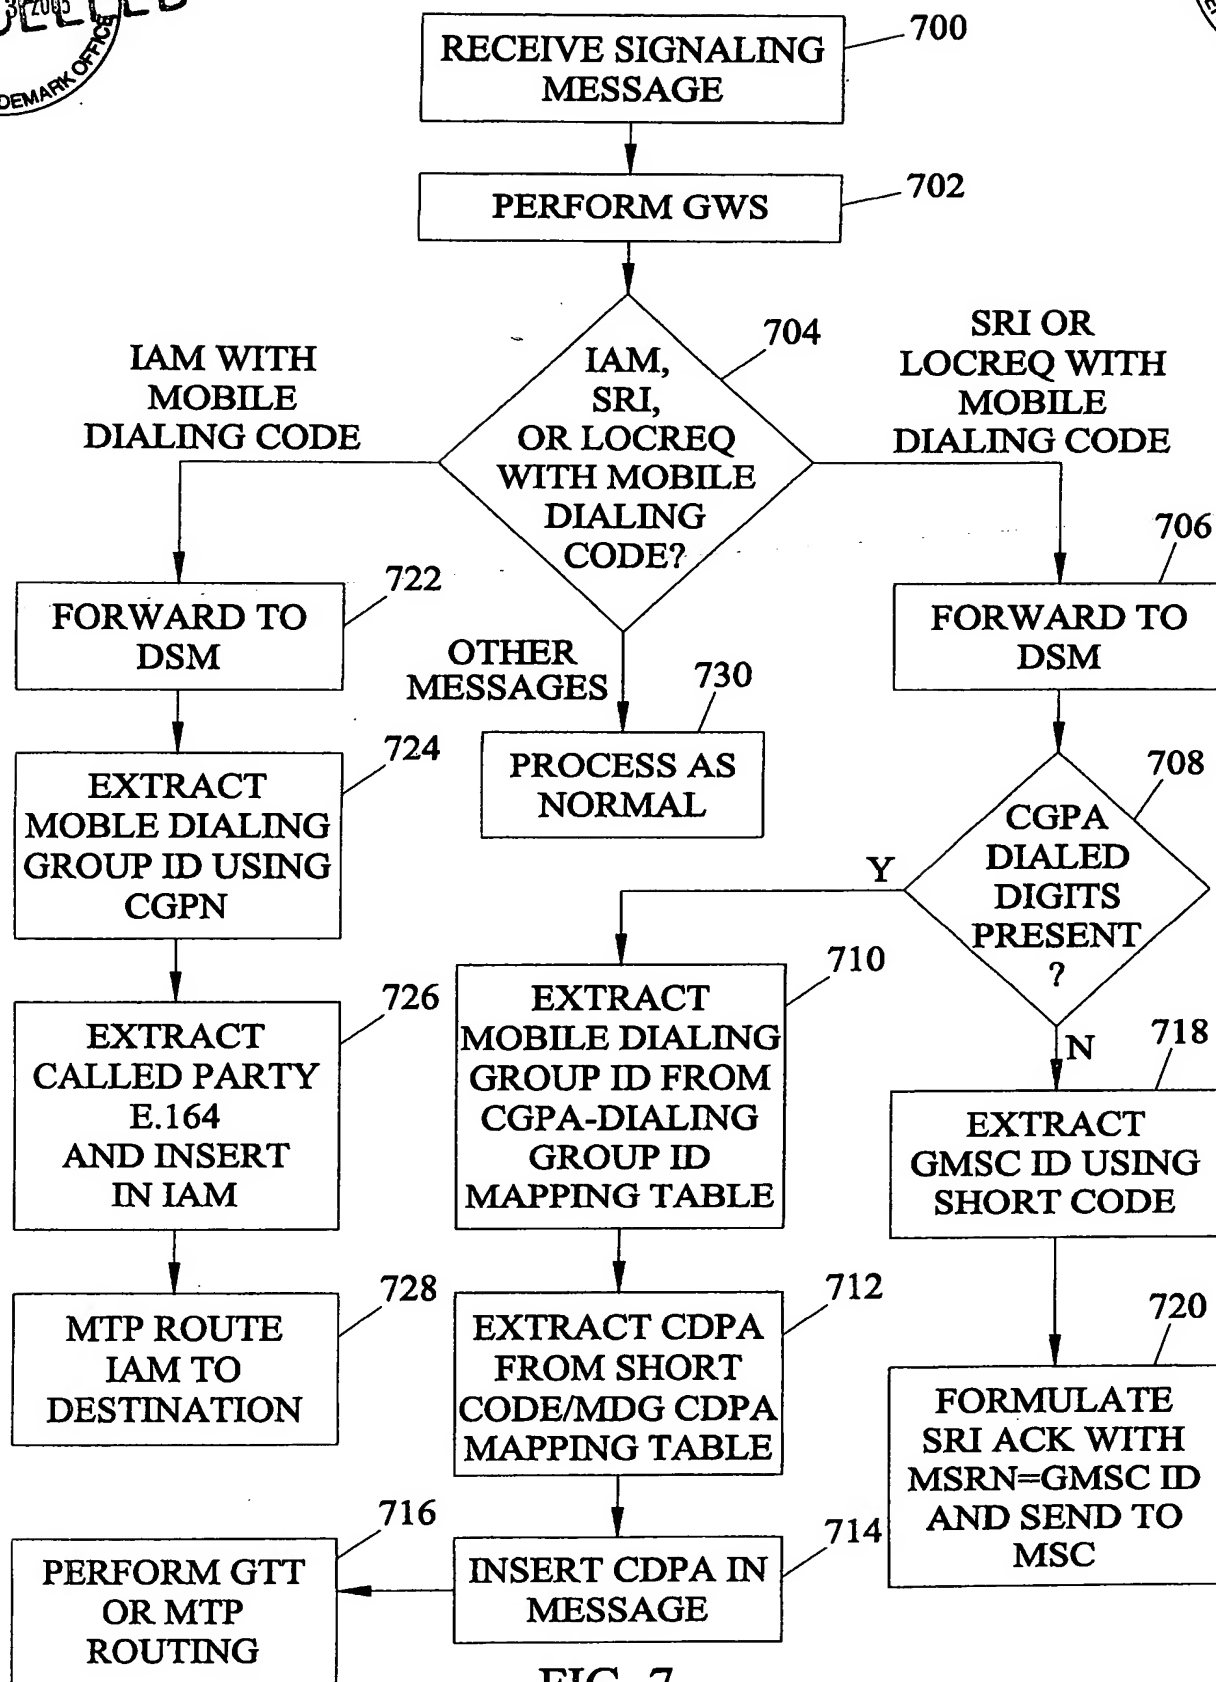 3 2005
DEMARK OFFICE
RECEIVE SIGNALING
MESSAGE
700
PERFORM GWS
702
IAM,
SRI,
OR LOCREQ
WITH MOBILE
DIALING
CODE?
704
IAM WITH
MOBILE
DIALING CODE
SRI OR
LOCREQ WITH
MOBILE
DIALING CODE
OTHER
MESSAGES
FORWARD TO
DSM
722
PROCESS AS
NORMAL
730
FORWARD TO
DSM
706
EXTRACT
MOBLE DIALING
GROUP ID USING
CGPN
724
CGPA
DIALED
DIGITS
PRESENT
?
708
Y
N
EXTRACT
CALLED PARTY
E.164
AND INSERT
IN IAM
726
EXTRACT
MOBILE DIALING
GROUP ID FROM
CGPA-DIALING
GROUP ID
MAPPING TABLE
710
EXTRACT
GMSC ID USING
SHORT CODE
718
MTP ROUTE
IAM TO
DESTINATION
728
EXTRACT CDPA
FROM SHORT
CODE/MDG CDPA
MAPPING TABLE
712
FORMULATE
SRI ACK WITH
MSRN=GMSC ID
AND SEND TO
MSC
720
PERFORM GTT
OR MTP
ROUTING
716
INSERT CDPA IN
MESSAGE
714
FIG. 7